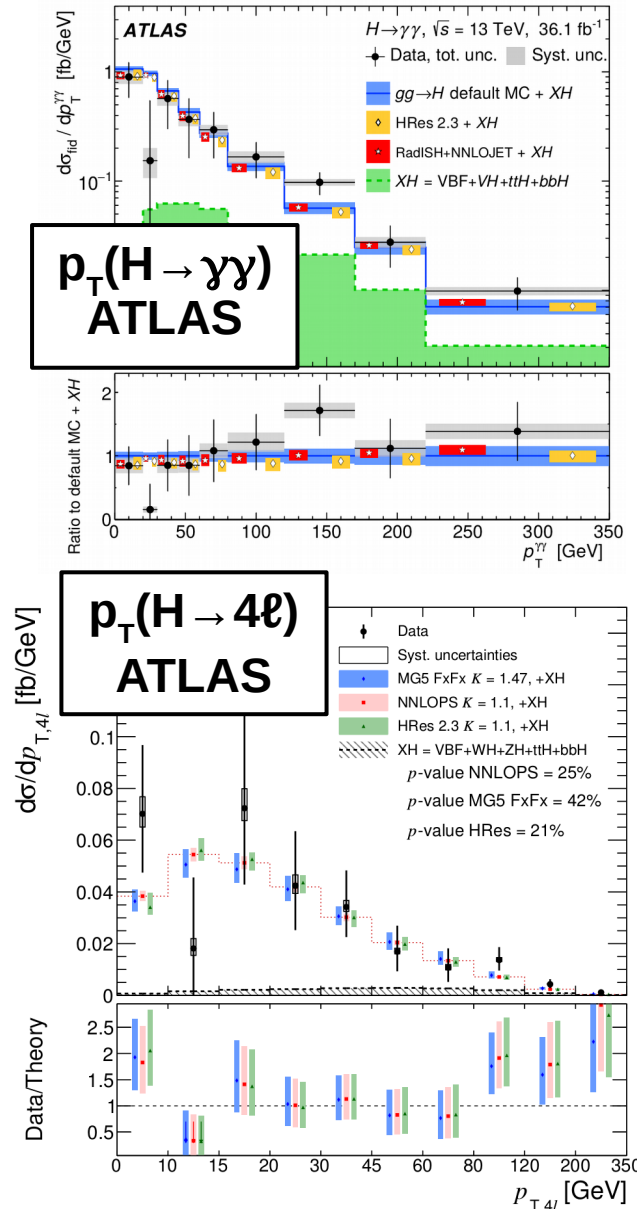 ATLAS
H→γγ, √s = 13 TeV, 36.1 fb⁻¹
Data, tot. unc. Syst. unc.
gg→H default MC + XH
HRes 2.3 + XH
RadISH+NNLOJET + XH
XH = VBF+VH+ttH+bbH
dσ_fid / dp_T^γγ [fb/GeV]
10
1
10⁻¹
p_T(H→γγ)
ATLAS
Ratio to default MC + XH
2
1
0
0 50 100 150 200 250 300 350
p_T^γγ [GeV]
p_T(H→4ℓ)
ATLAS
dσ/dp_T,4l [fb/GeV]
Data
Syst. uncertainties
MG5 FxFx K = 1.47, +XH
NNLOPS K = 1.1, +XH
HRes 2.3 K = 1.1, +XH
XH = VBF+WH+ZH+ttH+bbH
p-value NNLOPS = 25%
p-value MG5 FxFx = 42%
p-value HRes = 21%
0.1
0.08
0.06
0.04
0.02
0
Data/Theory
2.5
2
1.5
1
0.5
0 10 15 20 30 45 60 80 120 200 350
p_T,4l [GeV]